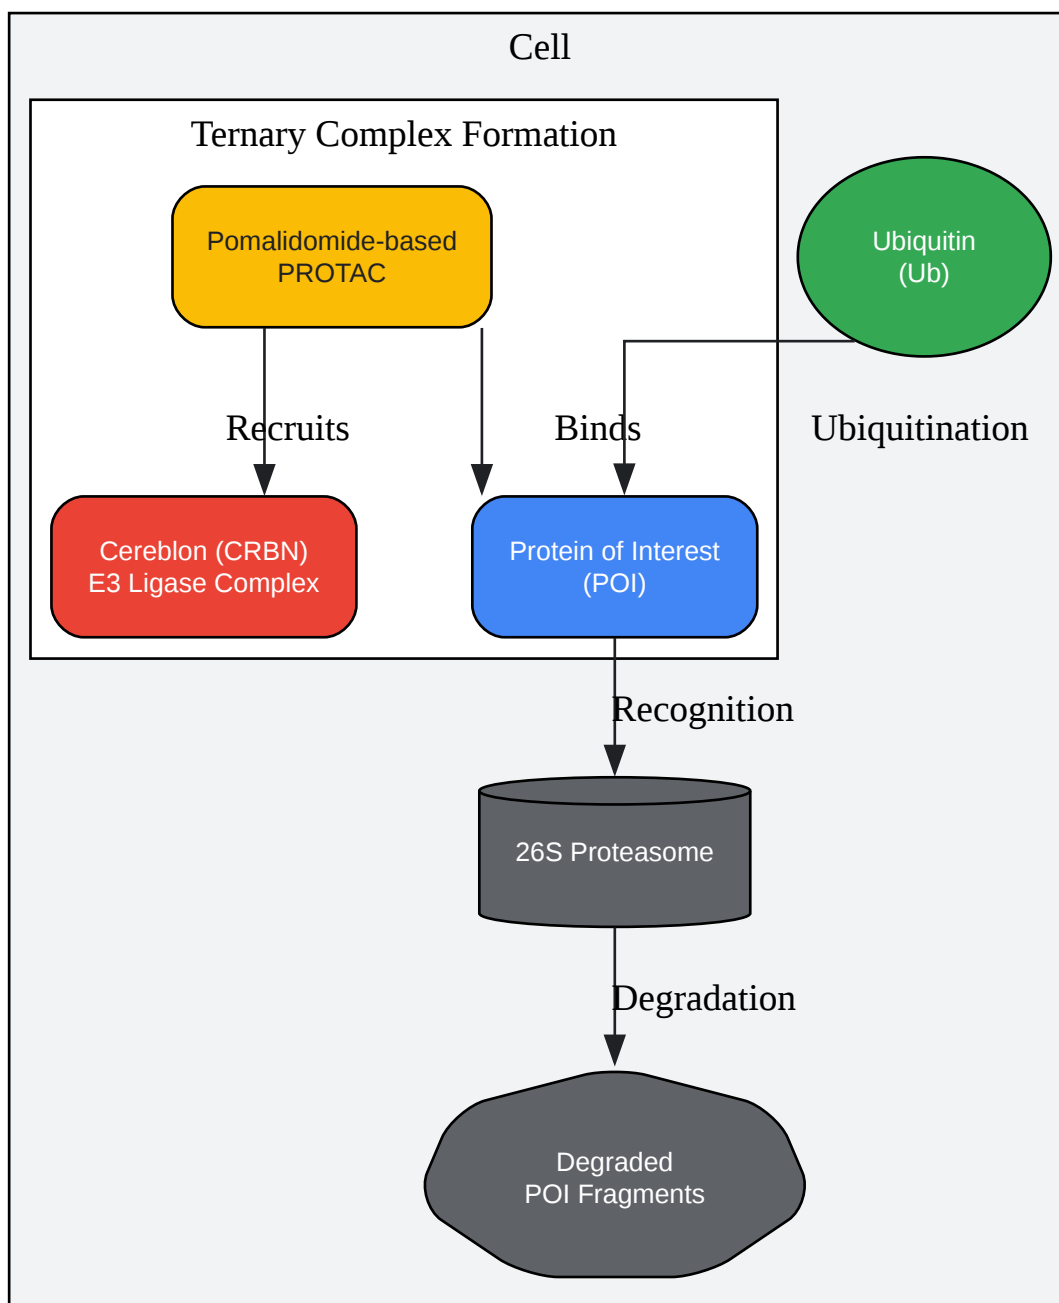 Cell
Ternary Complex Formation
Pomalidomide-based
PROTAC
Ubiquitin
(Ub)
Recruits
Binds
Ubiquitination
Cereblon (CRBN)
E3 Ligase Complex
Protein of Interest
(POI)
Recognition
26S Proteasome
Degradation
Degraded
POI Fragments